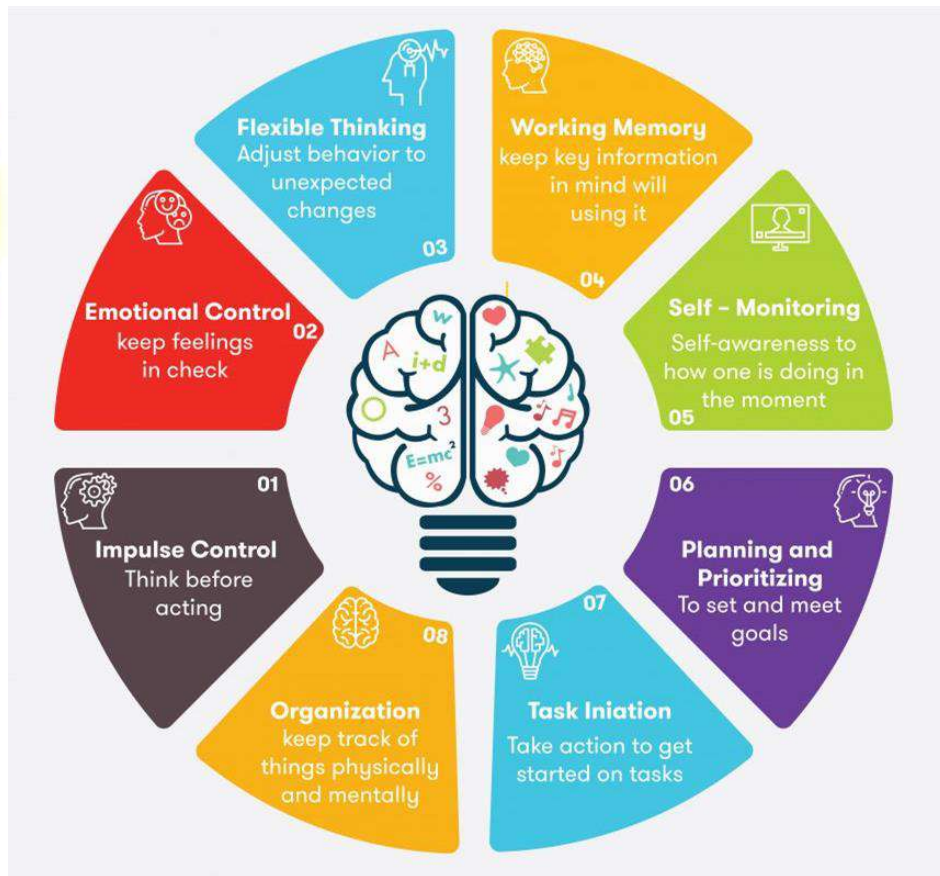 01
Impulse Control
Think before
acting
02
Emotional Control
keep feelings
in check
03
Flexible Thinking
Adjust behavior to
unexpected
changes
04
Working Memory
keep key information
in mind will
using it
05
Self - Monitoring
Self-awareness to
how one is doing in
the moment
06
Planning and
Prioritizing
To set and meet
goals
07
Task Iniation
Take action to get
started on tasks
08
Organization
keep track of
things physically
and mentally
w
A
i+d
3
E=mc²
%